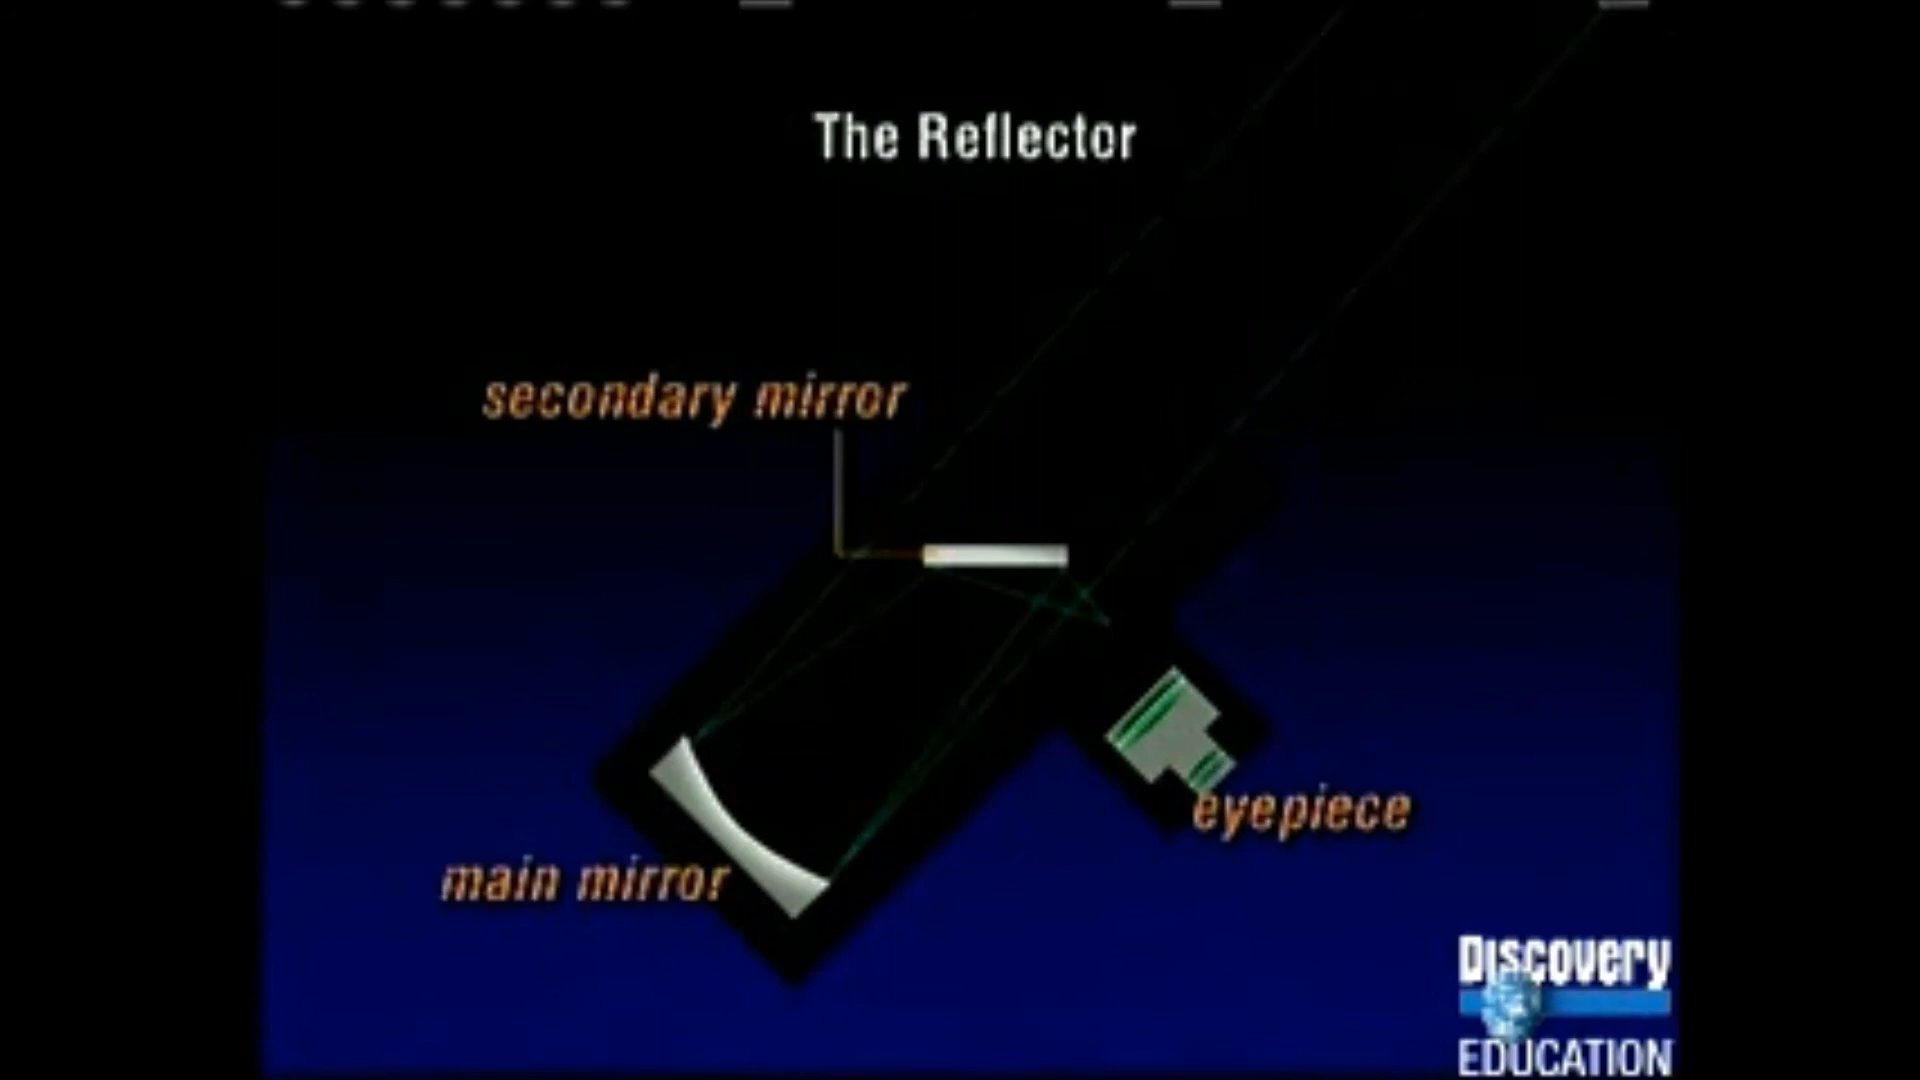 The Reflector
secondary mirror
eyepiece
main mirror
Discovery
EDUCATION